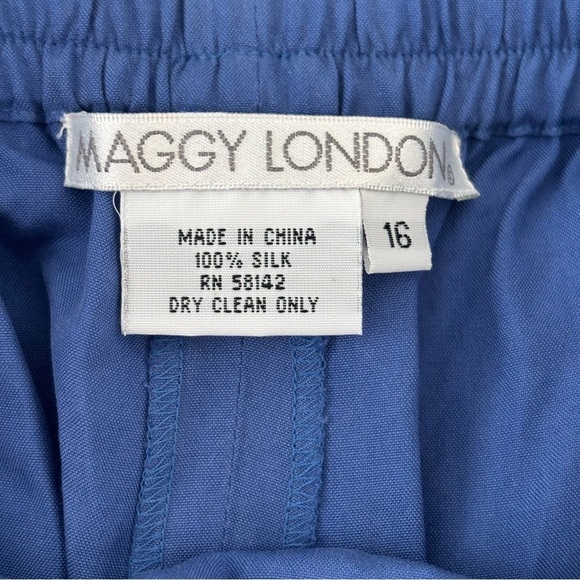 MAGGY LONDON®
16
MADE IN CHINA
100% SILK
RN 58142
DRY CLEAN ONLY